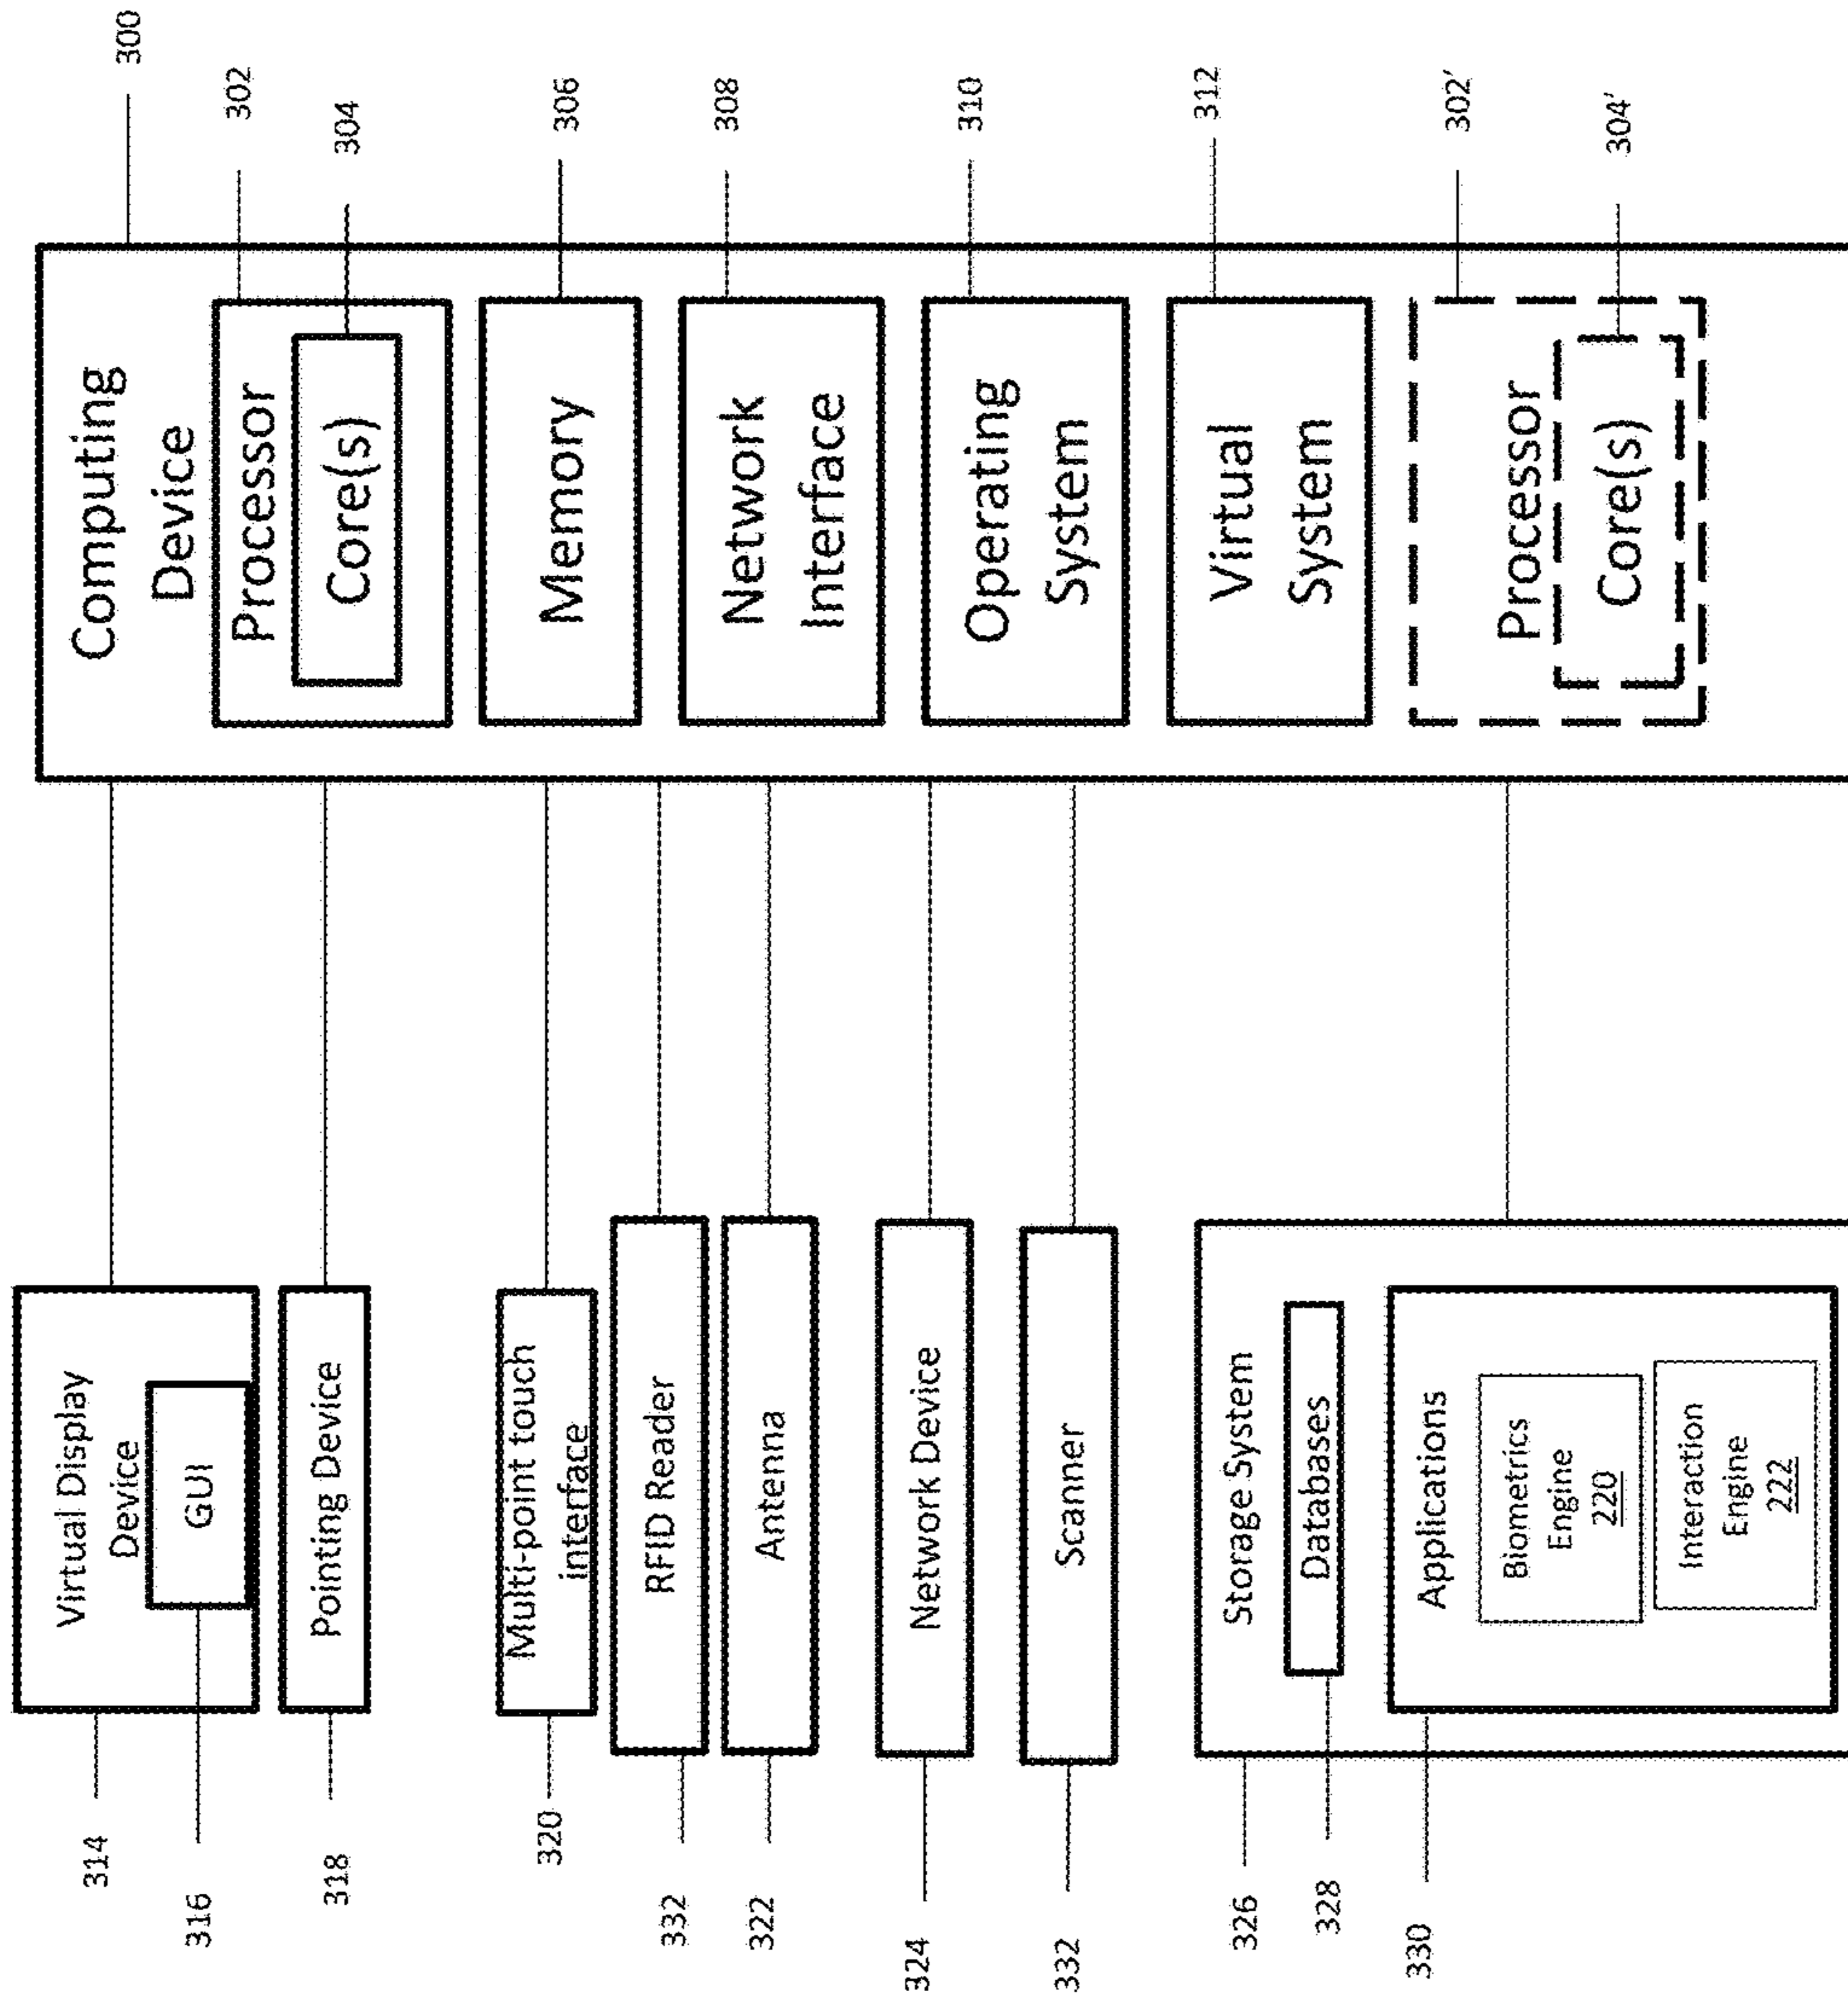 314
316
318
320
332
322
324
332
326
328
330
Virtual Display
Device
GUI
Pointing Device
Multi-point touch
interface
RFID Reader
Antenna
Network Device
Scanner
Storage System
Databases
Applications
Biometrics
Engine
220
Interaction
Engine
222
Computing
Device
Processor
Core(s)
Memory
Network
Interface
Operating
System
Virtual
System
Processor
Core(s)
300
302
304
306
308
310
312
302'
304'